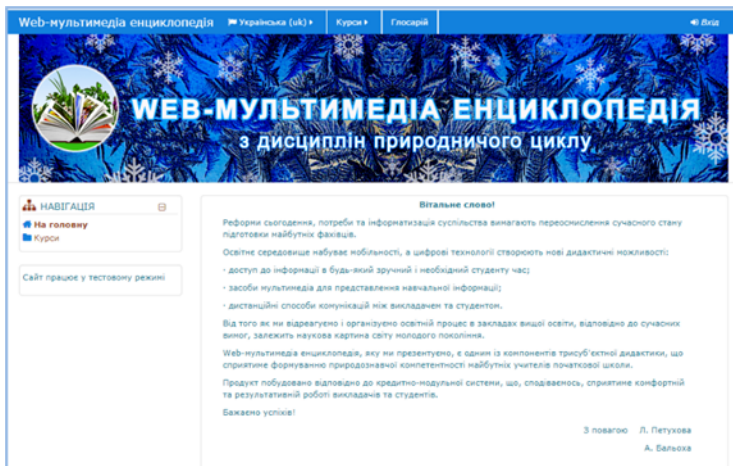 Web-мультимедіа енциклопедія Українська (uk) Курси Глосарій Вхід
WEB-МУЛЬТИМЕДІА ЕНЦИКЛОПЕДІЯ
з дисциплін природничого циклу
НАВІГАЦІЯ
На головну
Курси
Сайт працює у тестовому режимі
Вітальне слово!
Реформи сьогодення, потреби та інформатизація суспільства вимагають переосмислення сучасного стану
підготовки майбутніх фахівців.
Освітнє середовище набуває мобільності, а цифрові технології створюють нові дидактичні можливості:
- доступ до інформації в будь-який зручний і необхідний студенту час;
- засоби мультимедіа для представлення навчальної інформації;
- дистанційні способи комунікацій між викладачем та студентом.
Від того як ми відреагуємо і організуємо освітній процес в закладах вищої освіти, відповідно до сучасних
вимог, залежить наукова картина світу молодого покоління.
Web-мультимедіа енциклопедія, яку ми презентуємо, є одним із компонентів трисуб'єктної дидактики, що
сприятиме формуванню природознавчої компетентності майбутніх учителів початкової школи.
Продукт побудовано відповідно до кредитно-модульної системи, що, сподіваємось, сприятиме комфортній
та результативній роботі викладачів та студентів.
Бажаємо успіхів!
З повагою Л. Петухова
А. Бальоха